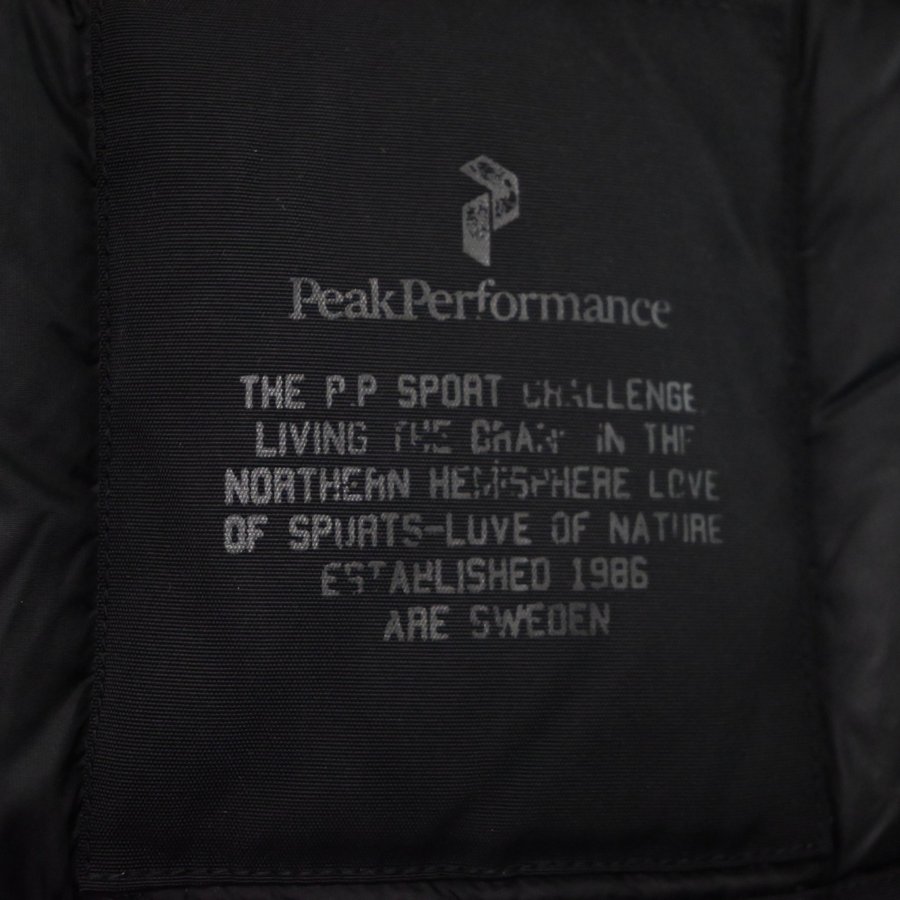 PeakPerformance
THE P.P SPORT CHALLENGE
LIVING THE IN THE
NORTHERN HEMISPHERE LOVE
OF SPORTS-LOVE OF NATURE
ESTABLISHED 1986
ARE SWEDEN